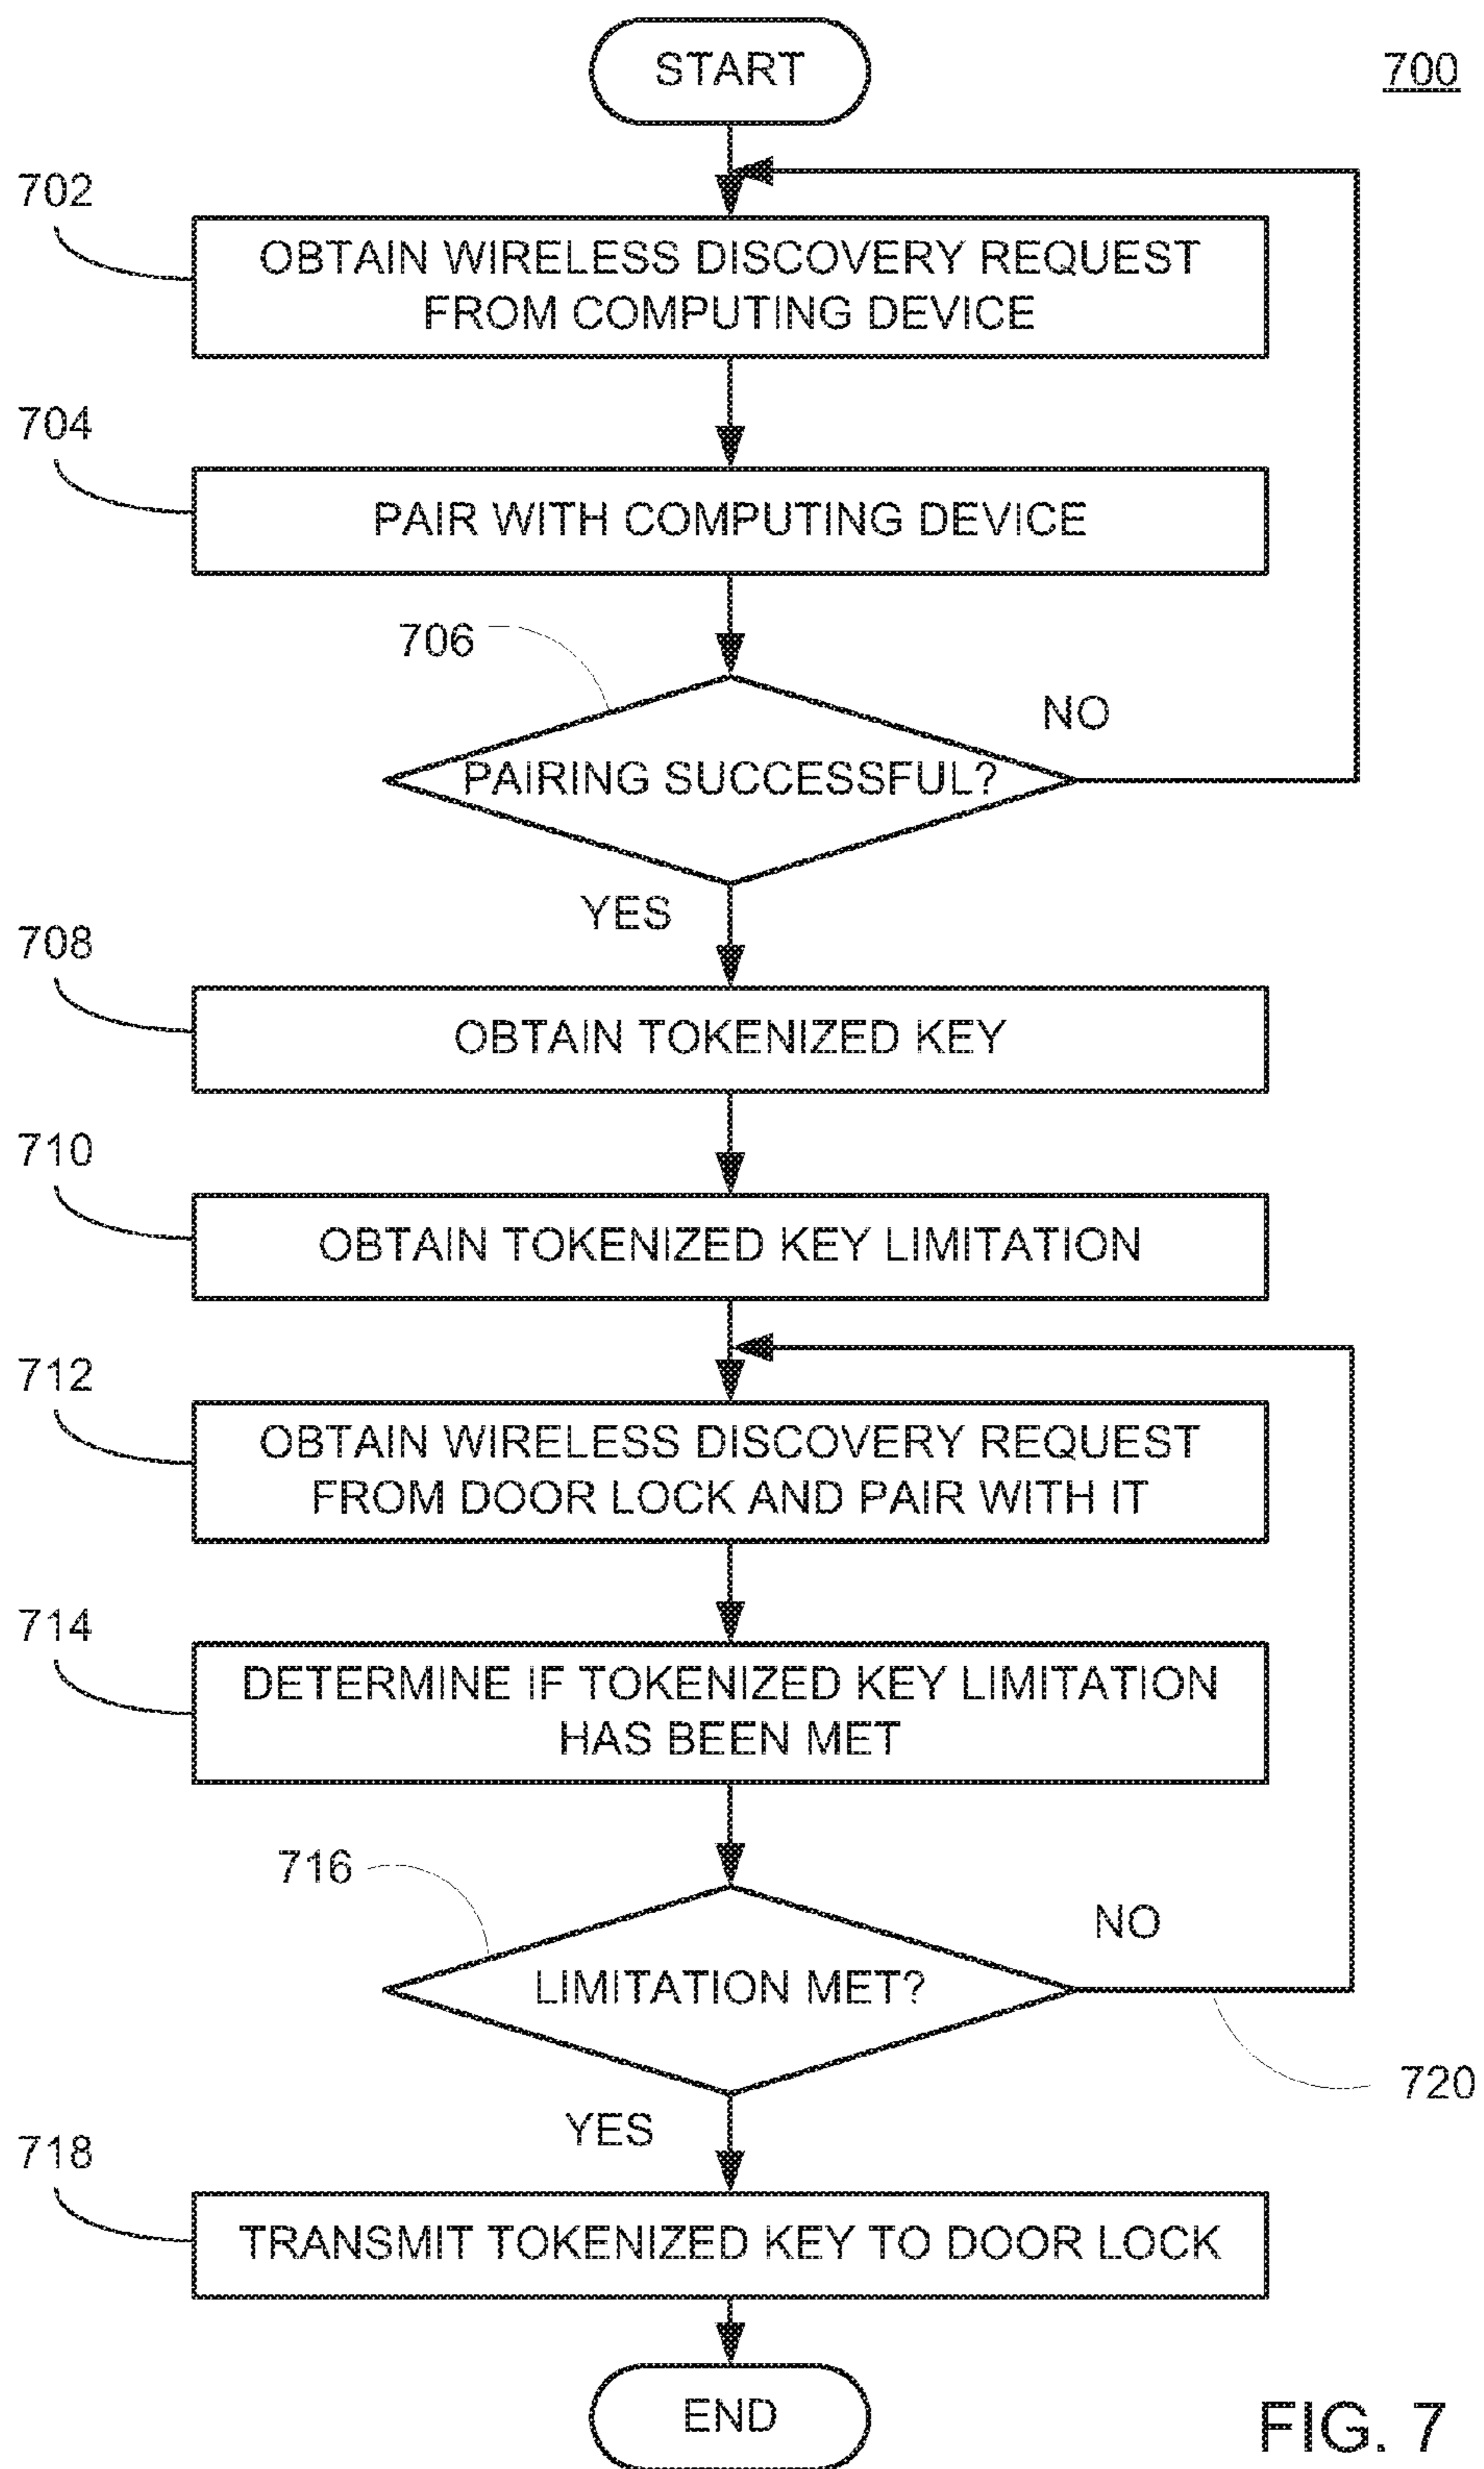 START
700
702
OBTAIN WIRELESS DISCOVERY REQUEST
FROM COMPUTING DEVICE
704
PAIR WITH COMPUTING DEVICE
706
NO
PAIRING SUCCESSFUL?
YES
708
OBTAIN TOKENIZED KEY
710
OBTAIN TOKENIZED KEY LIMITATION
712
OBTAIN WIRELESS DISCOVERY REQUEST
FROM DOOR LOCK AND PAIR WITH IT
714
DETERMINE IF TOKENIZED KEY LIMITATION
HAS BEEN MET
716
NO
LIMITATION MET?
720
YES
718
TRANSMIT TOKENIZED KEY TO DOOR LOCK
END
FIG. 7